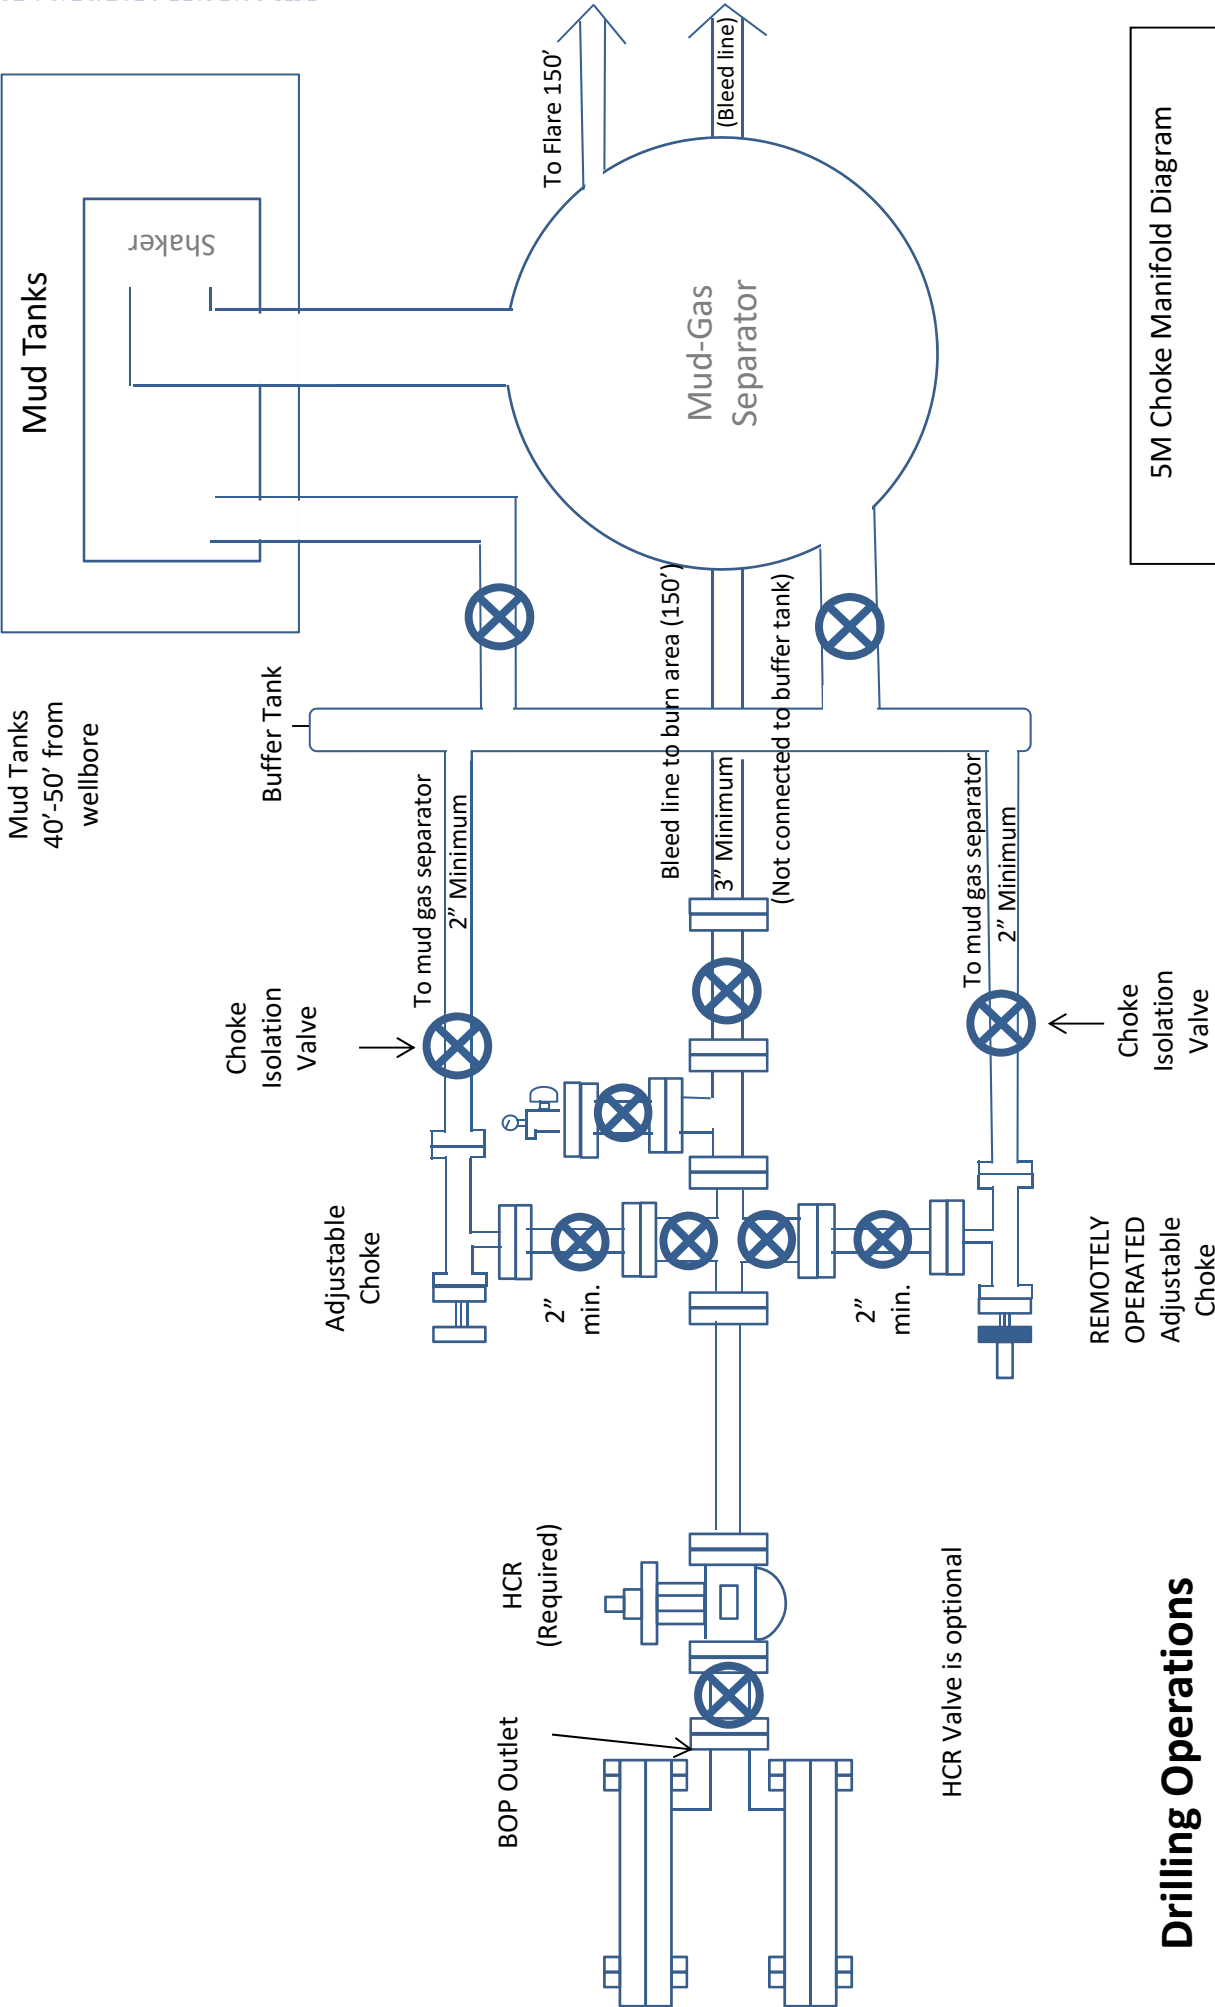 Mud Tanks
40’-50’ from
wellbore
Mud Tanks
Shaker
Buffer Tank
Choke
Isolation
Valve
To mud gas separator
2” Minimum
To Flare 150’
(Bleed line)
Mud-Gas
Separator
Adjustable
Choke
2”
min.
HCR
(Required)
BOP Outlet
Bleed line to burn area (150’)
3” Minimum
(Not connected to buffer tank)
2”
min.
To mud gas separator
2” Minimum
HCR Valve is optional
REMOTELY
OPERATED
Adjustable
Choke
Choke
Isolation
Valve
5M Choke Manifold Diagram
Drilling Operations